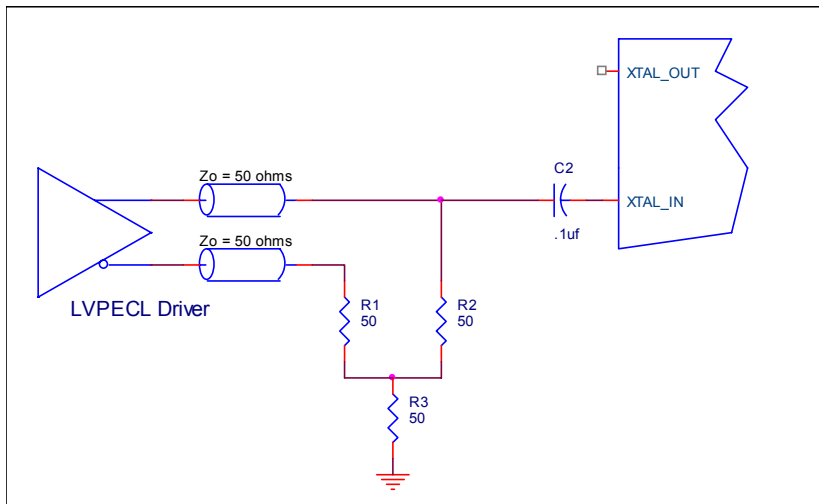 XTAL_OUT
Zo = 50 ohms
C2
XTAL_IN
.1uf
Zo = 50 ohms
LVPECL Driver
R1
50
R2
50
R3
50